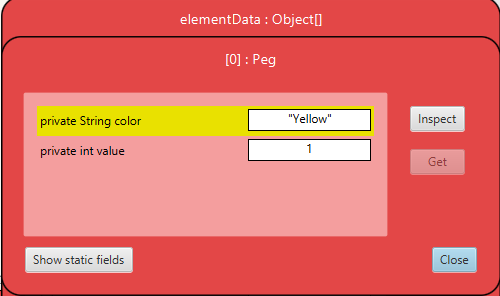 elementData : Object[]
[0] : Peg
private String color "Yellow" Inspect
private int value 1 Get
Show static fields Close